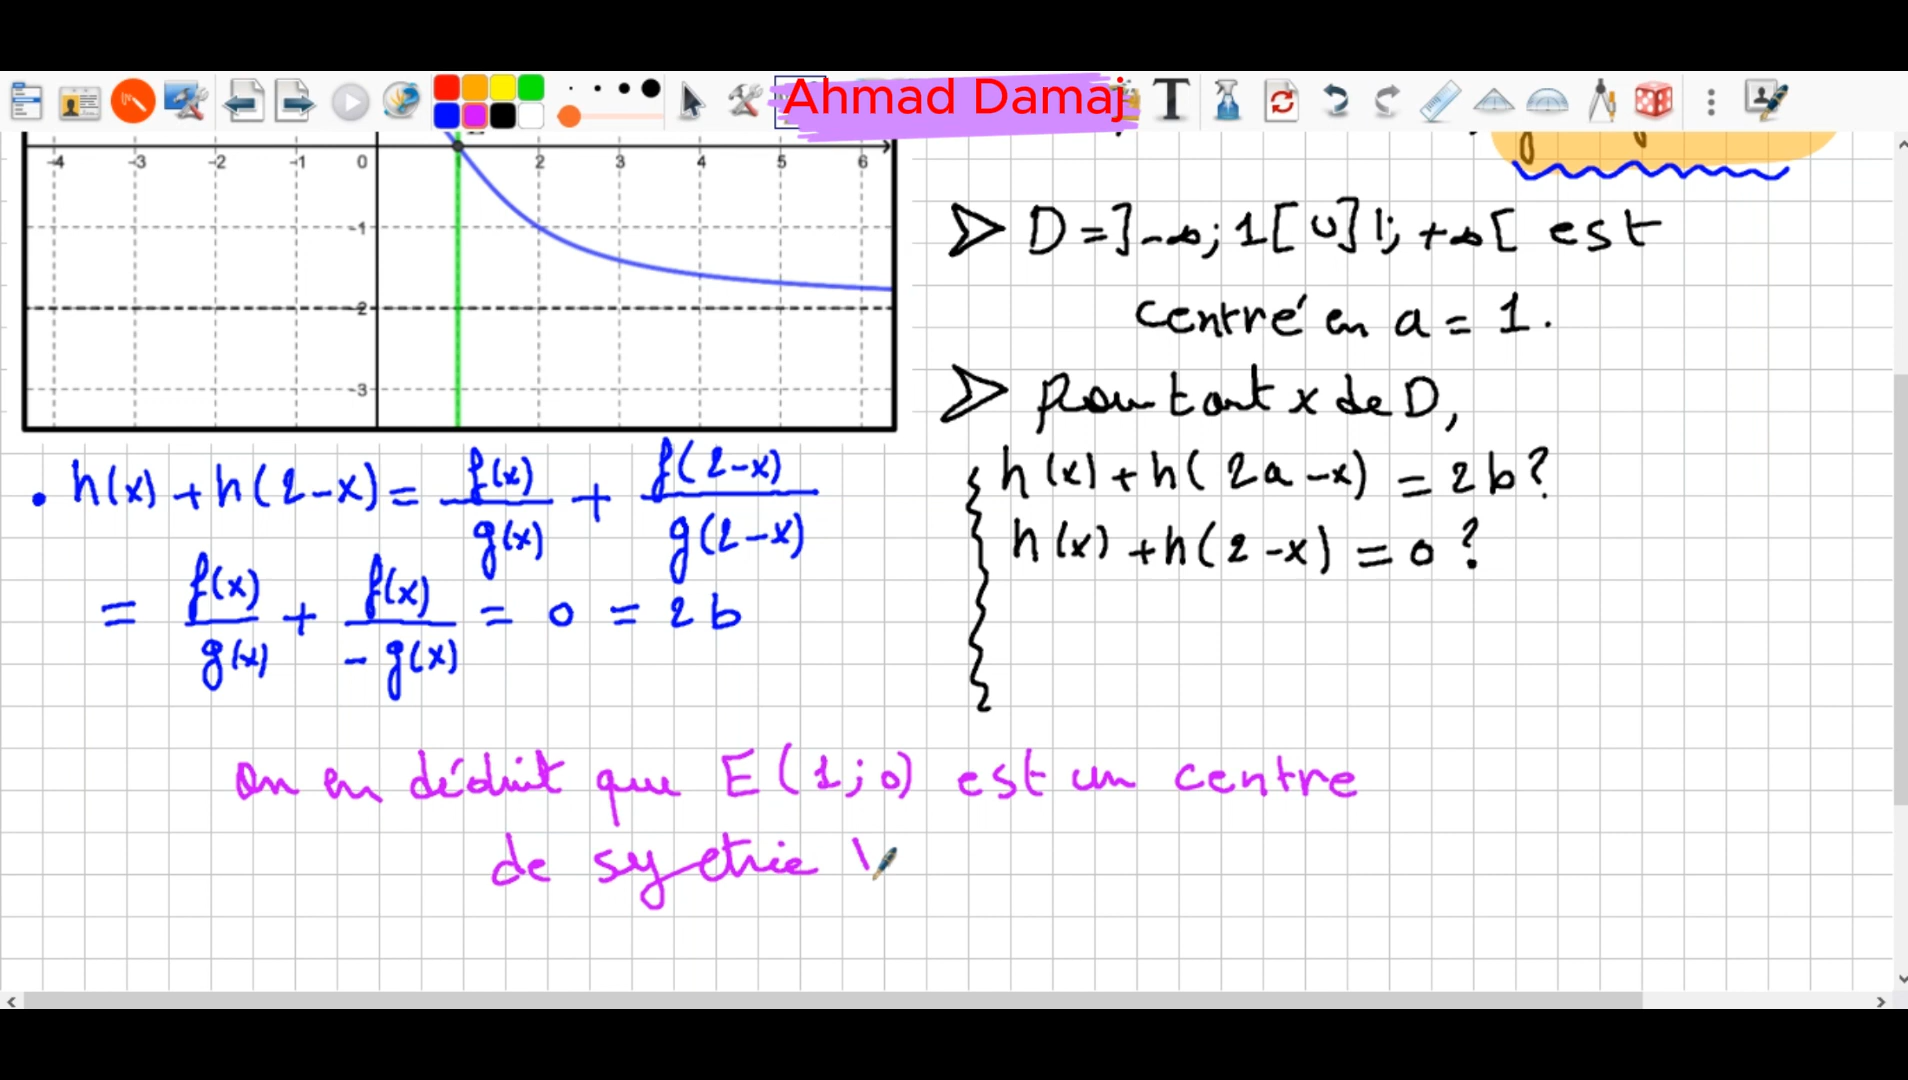 Ahmad Damaj
-4 -3 -2 -1 0 2 3 4 5 6
-1
-2
-3
➢ D = ]-∞; 1[ ∪ ]1; +∞[ est
centré en a = 1.
➢ Pour tout x de D,
h(x) + h(2a-x) = 2b?
h(x) + h(2-x) = 0?
• h(x) + h(2-x) = f(x)/g(x) + f(2-x)/g(2-x)
= f(x)/g(x) + f(x)/-g(x) = 0 = 2b
On en déduit que E(1;0) est un centre
de sy etrie